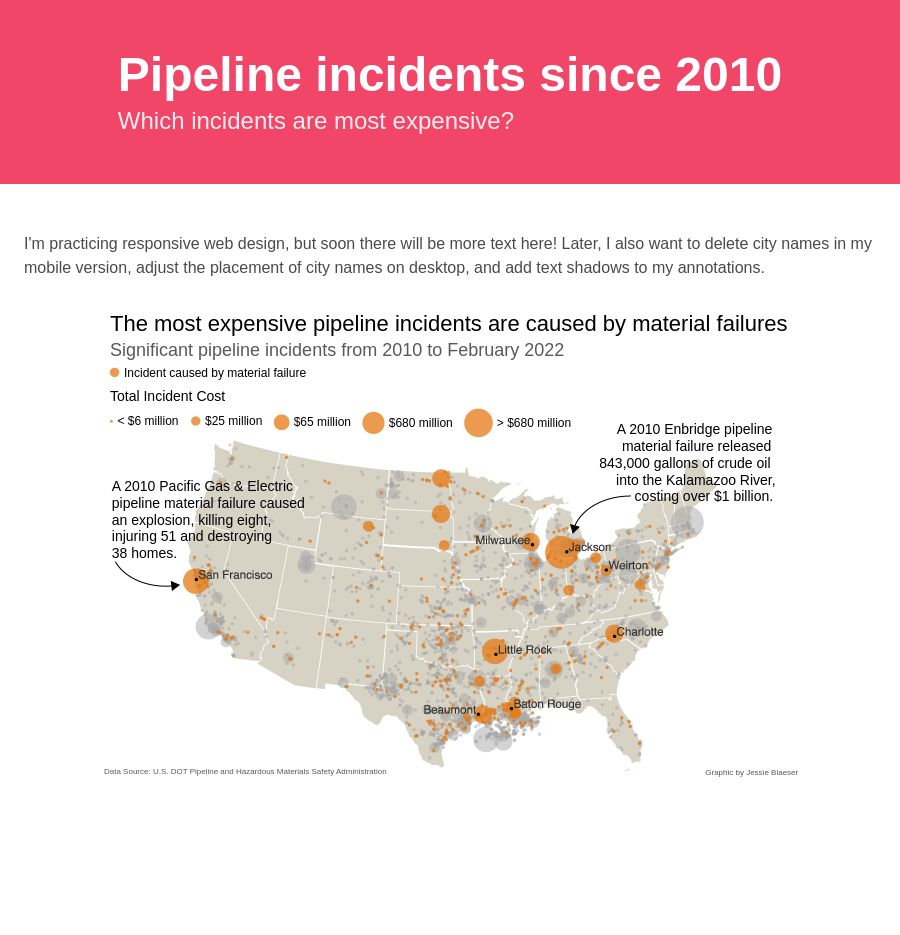 Pipeline incidents since 2010
Which incidents are most expensive?
I'm practicing responsive web design, but soon there will be more text here! Later, I also want to delete city names in my
mobile version, adjust the placement of city names on desktop, and add text shadows to my annotations.
The most expensive pipeline incidents are caused by material failures
Significant pipeline incidents from 2010 to February 2022
Incident caused by material failure
Total Incident Cost
< $6 million $25 million $65 million $680 million > $680 million
A 2010 Enbridge pipeline
material failure released
843,000 gallons of crude oil
into the Kalamazoo River,
costing over $1 billion.
A 2010 Pacific Gas & Electric
pipeline material failure caused
an explosion, killing eight,
injuring 51 and destroying
38 homes.
Milwaukee
Jackson
Weirton
San Francisco
Charlotte
Little Rock
Baton Rouge
Beaumont
Data Source: U.S. DOT Pipeline and Hazardous Materials Safety Administration
Graphic by Jessie Blaeser